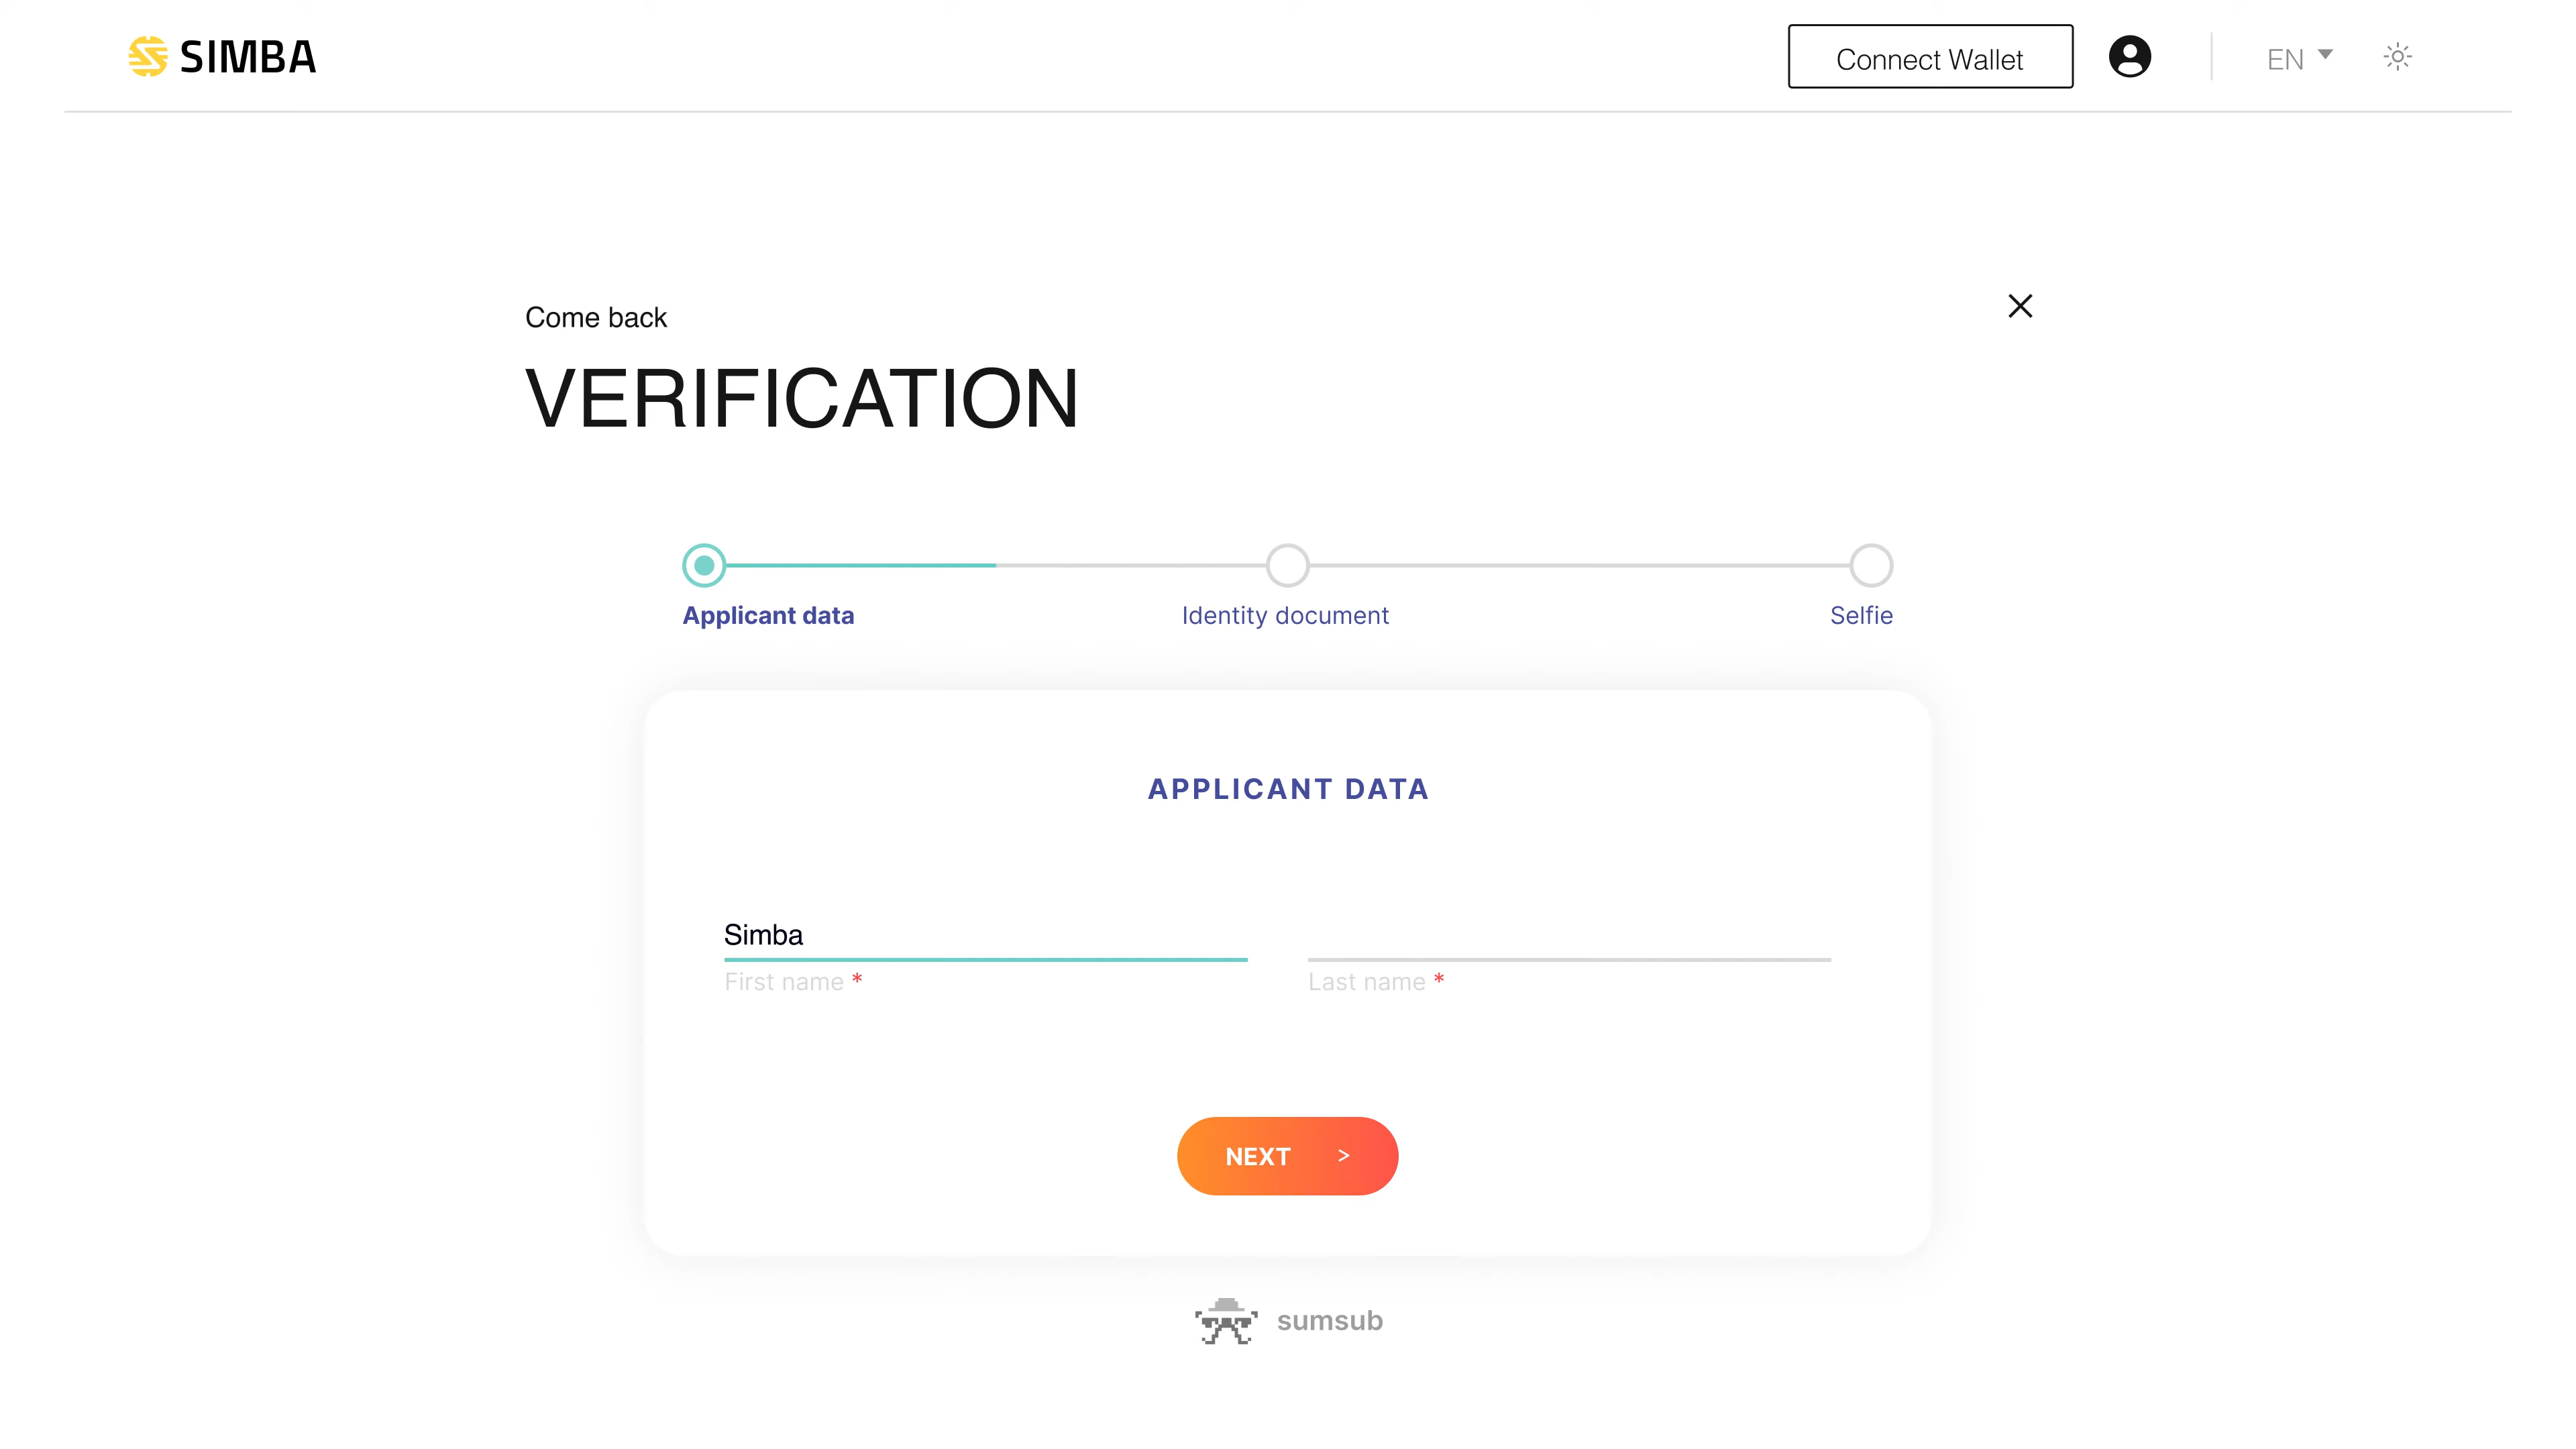 SIMBA
Connect Wallet
EN
Come back
VERIFICATION
Applicant data
Identity document
Selfie
APPLICANT DATA
Simba
First name *
Last name *
NEXT >
sumsub